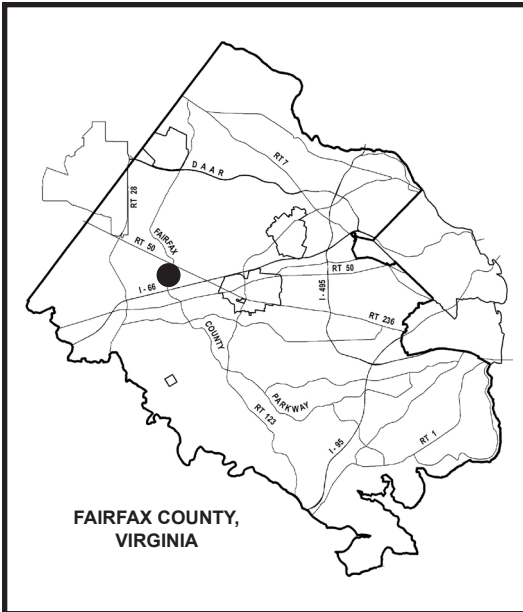 RT 7
DAAR
RT 28
FAIRFAX
RT 50
RT 50
I - 66
I - 495
RT 236
COUNTY
PARKWAY
RT 123
I - 95
RT 1
FAIRFAX COUNTY,
VIRGINIA